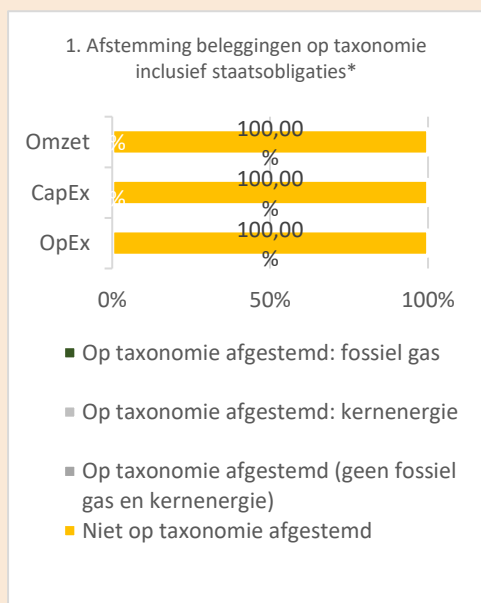 1. Afstemming beleggingen op taxonomie
inclusief staatsobligaties*
Omzet
%
100,00
%
CapEx
%
100,00
%
OpEx
100,00
%
0%
50%
100%
Op taxonomie afgestemd: fossiel gas
Op taxonomie afgestemd: kernenergie
Op taxonomie afgestemd (geen fossiel
gas en kernenergie)
Niet op taxonomie afgestemd